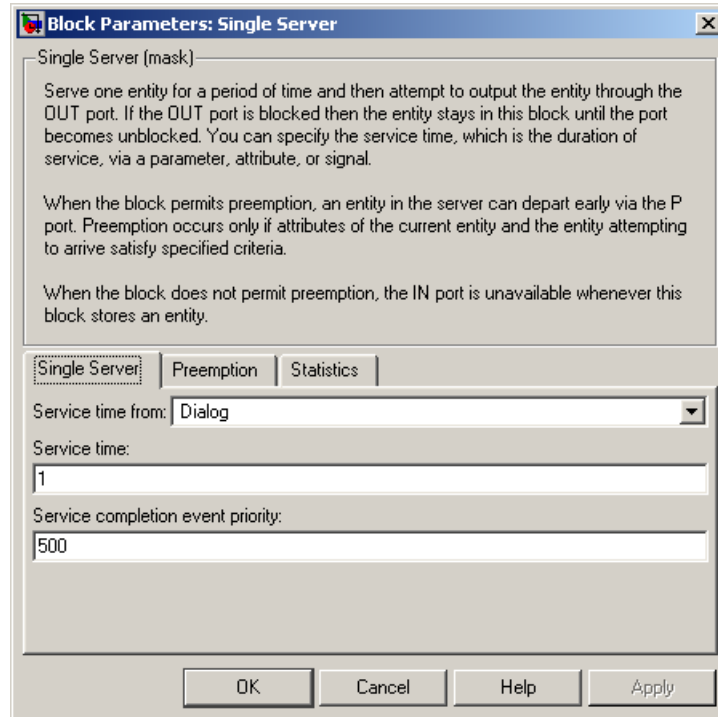 Block Parameters: Single Server
Single Server (mask)
Serve one entity for a period of time and then attempt to output the entity through the
OUT port. If the OUT port is blocked then the entity stays in this block until the port
becomes unblocked. You can specify the service time, which is the duration of
service, via a parameter, attribute, or signal.
When the block permits preemption, an entity in the server can depart early via the P
port. Preemption occurs only if attributes of the current entity and the entity attempting
to arrive satisfy specified criteria.
When the block does not permit preemption, the IN port is unavailable whenever this
block stores an entity.
Single Server Preemption Statistics
Service time from: Dialog
Service time:
1
Service completion event priority:
500
OK Cancel Help Apply